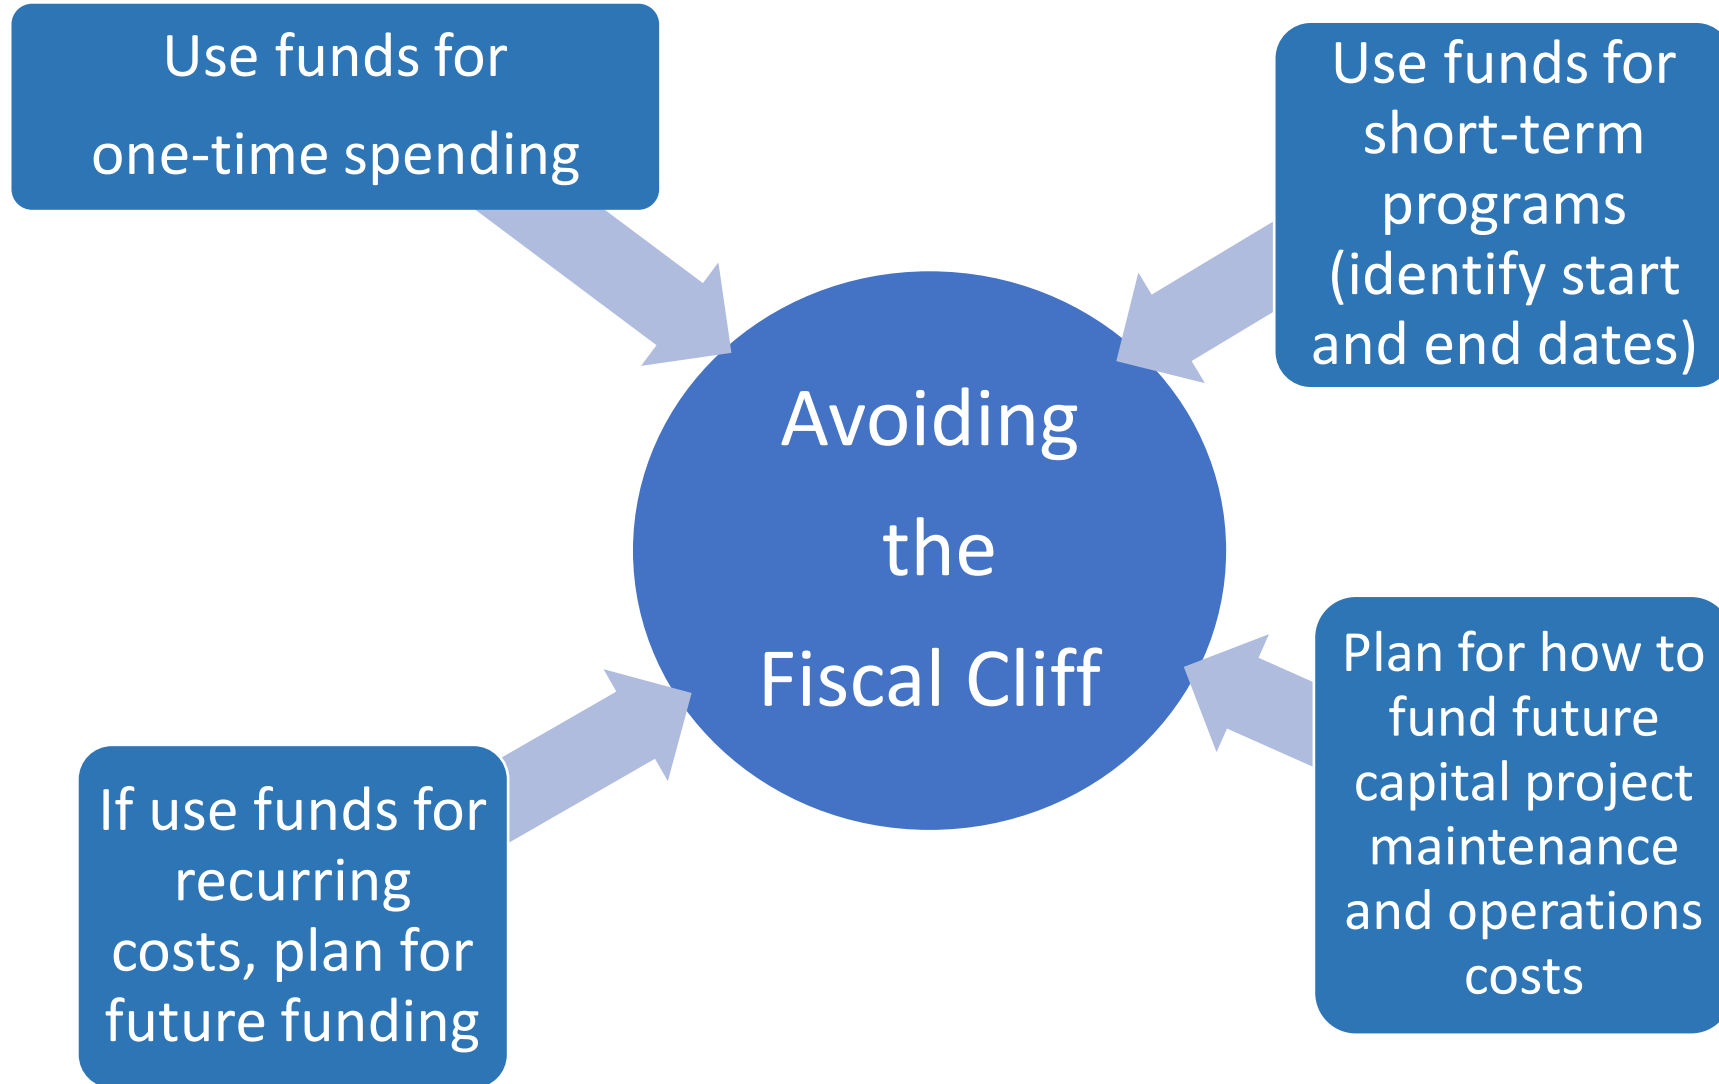 Use funds for
one-time spending
Use funds for
short-term
programs
(identify start
and end dates)
Avoiding
the
Fiscal Cliff
If use funds for
recurring
costs, plan for
future funding
Plan for how to
fund future
capital project
maintenance
and operations
costs